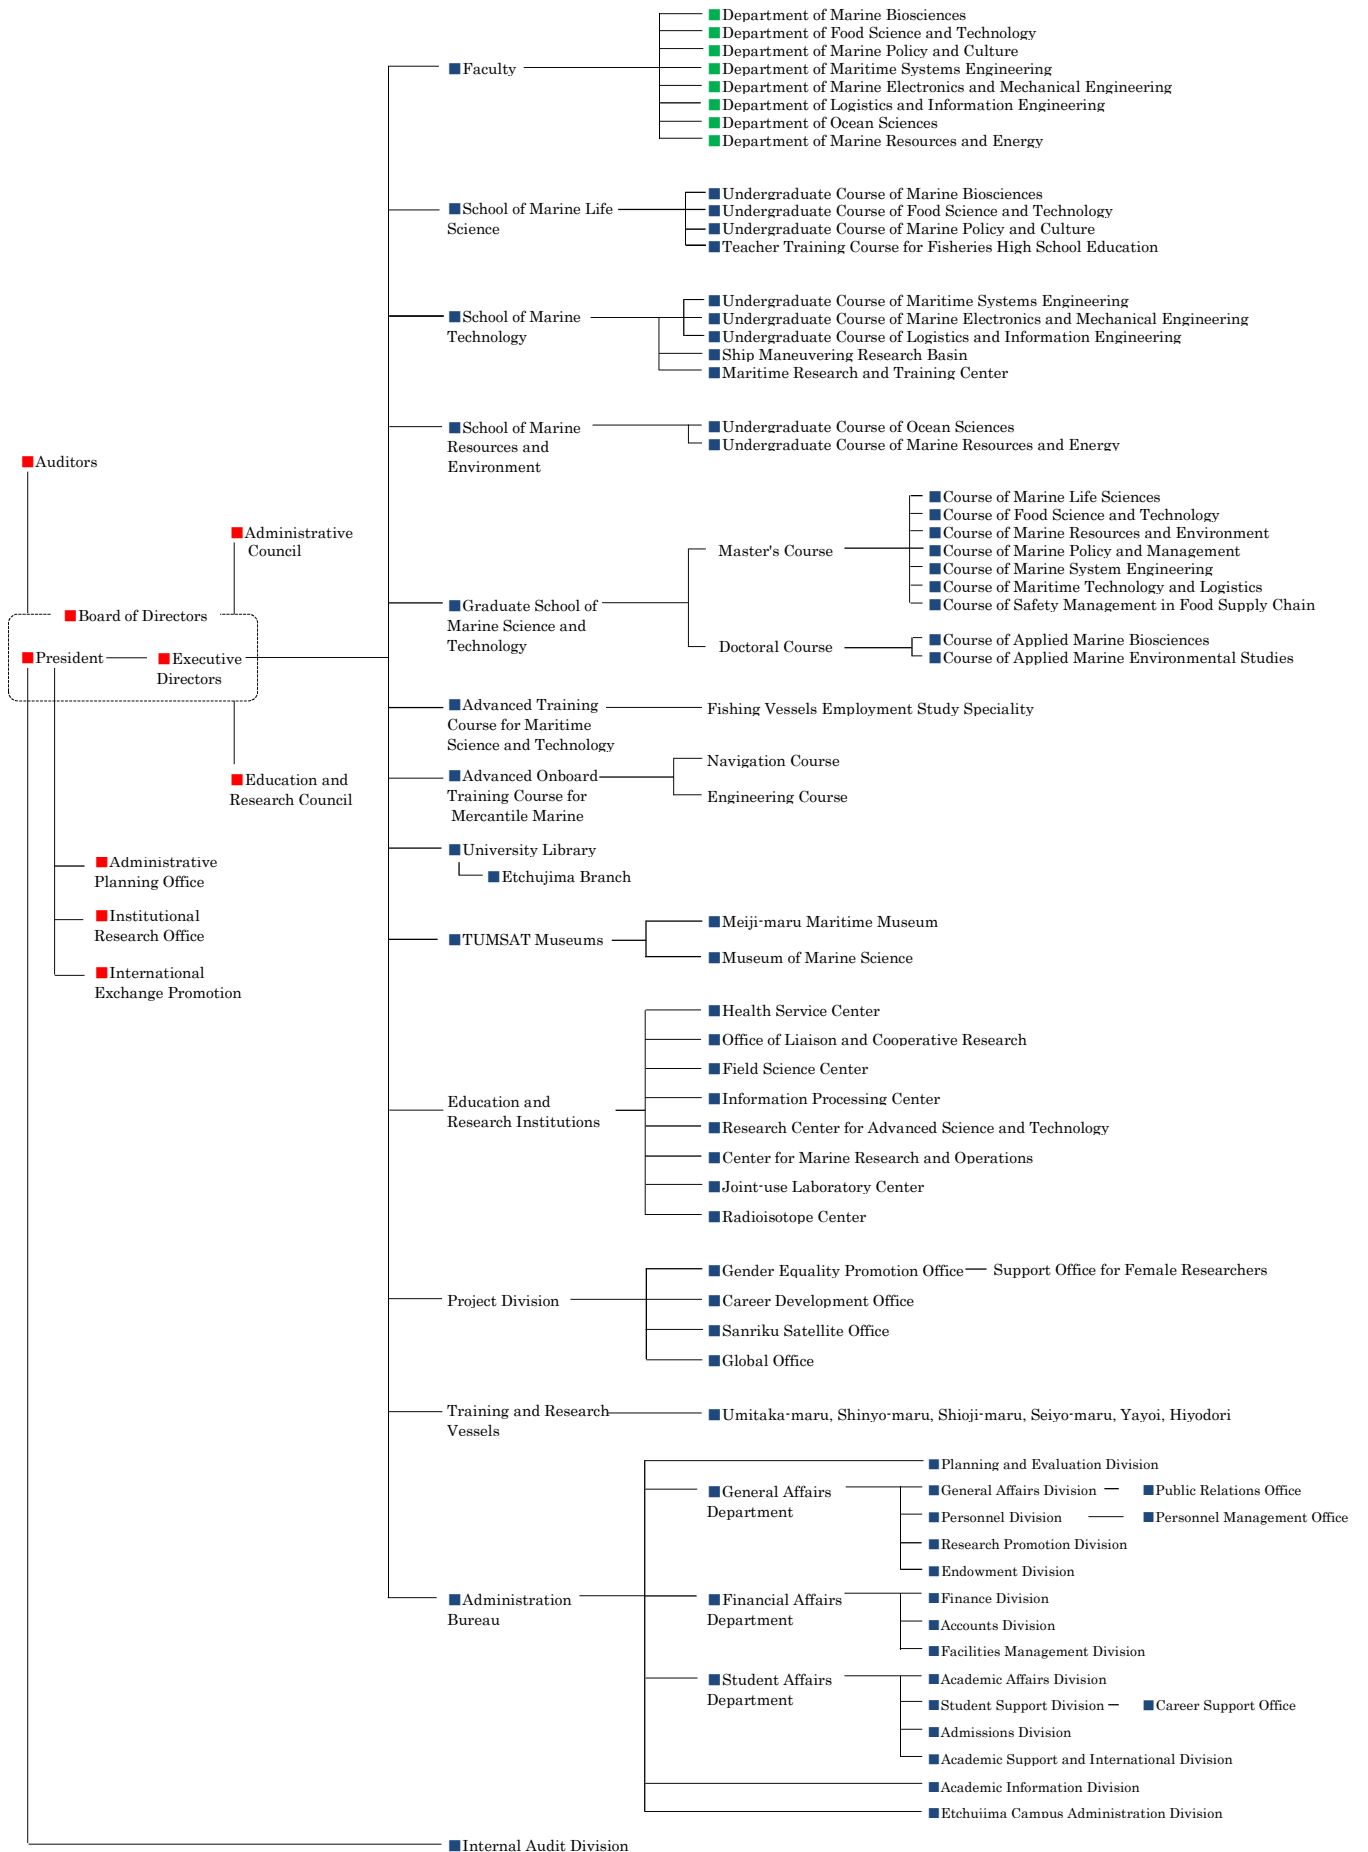 Department of Marine Biosciences
Department of Food Science and Technology
Department of Marine Policy and Culture
Faculty
Department of Maritime Systems Engineering
Department of Marine Electronics and Mechanical Engineering
Department of Logistics and Information Engineering
Department of Ocean Sciences
Department of Marine Resources and Energy
School of Marine Life
Science
Undergraduate Course of Marine Biosciences
Undergraduate Course of Food Science and Technology
Undergraduate Course of Marine Policy and Culture
Teacher Training Course for Fisheries High School Education
School of Marine
Technology
Undergraduate Course of Maritime Systems Engineering
Undergraduate Course of Marine Electronics and Mechanical Engineering
Undergraduate Course of Logistics and Information Engineering
Ship Maneuvering Research Basin
Maritime Research and Training Center
School of Marine
Resources and
Environment
Undergraduate Course of Ocean Sciences
Undergraduate Course of Marine Resources and Energy
Auditors
Administrative
Council
Board of Directors
President
Executive
Directors
Education and
Research Council
Administrative
Planning Office
Institutional
Research Office
International
Exchange Promotion
Graduate School of
Marine Science and
Technology
Master's Course
Course of Marine Life Sciences
Course of Food Science and Technology
Course of Marine Resources and Environment
Course of Marine Policy and Management
Course of Marine System Engineering
Course of Maritime Technology and Logistics
Course of Safety Management in Food Supply Chain
Doctoral Course
Course of Applied Marine Biosciences
Course of Applied Marine Environmental Studies
Advanced Training
Course for Maritime
Science and Technology
Fishing Vessels Employment Study Speciality
Advanced Onboard
Training Course for
Mercantile Marine
Navigation Course
Engineering Course
University Library
Etchujima Branch
TUMSAT Museums
Meiji-maru Maritime Museum
Museum of Marine Science
Education and
Research Institutions
Health Service Center
Office of Liaison and Cooperative Research
Field Science Center
Information Processing Center
Research Center for Advanced Science and Technology
Center for Marine Research and Operations
Joint-use Laboratory Center
Radioisotope Center
Project Division
Gender Equality Promotion Office
Support Office for Female Researchers
Career Development Office
Sanriku Satellite Office
Global Office
Training and Research
Vessels
Umitaka-maru, Shinyo-maru, Shioji-maru, Seiyo-maru, Yayoi, Hiyodori
Administration
Bureau
Planning and Evaluation Division
General Affairs
Department
General Affairs Division
Public Relations Office
Personnel Division
Personnel Management Office
Research Promotion Division
Endowment Division
Financial Affairs
Department
Finance Division
Accounts Division
Facilities Management Division
Student Affairs
Department
Academic Affairs Division
Student Support Division
Career Support Office
Admissions Division
Academic Support and International Division
Academic Information Division
Etchujima Campus Administration Division
Internal Audit Division